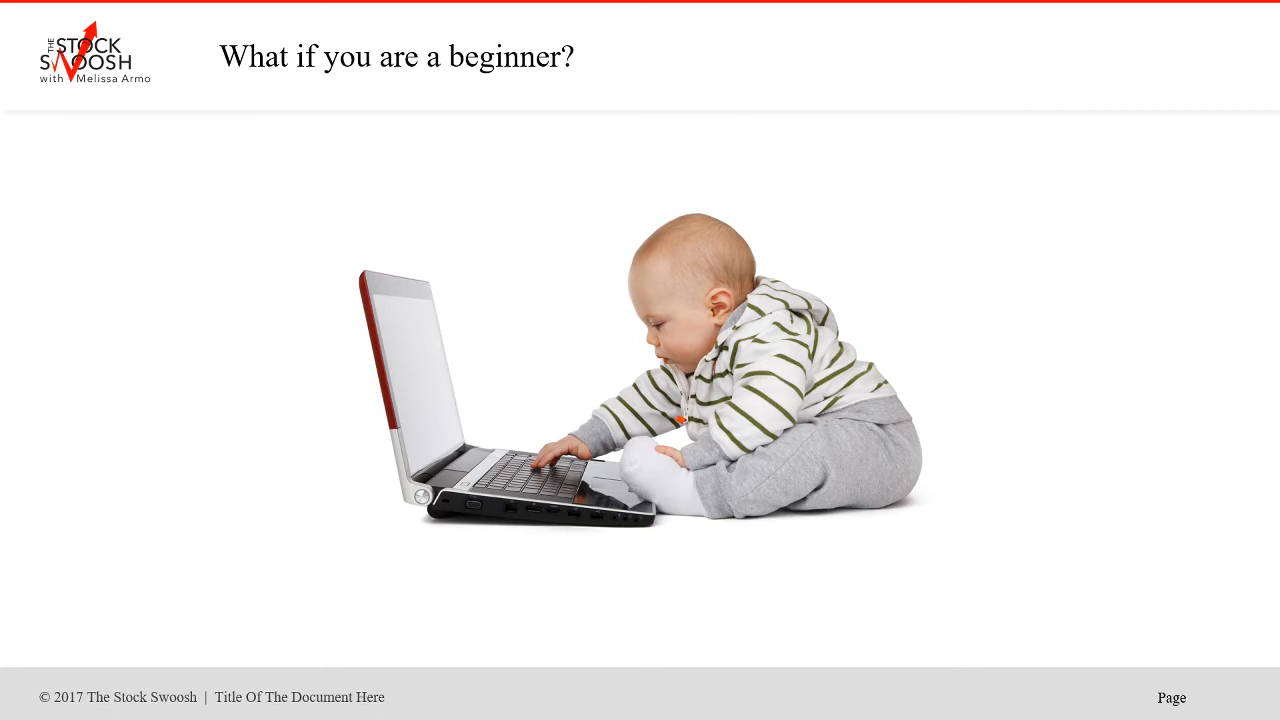 THE STOCK
SWOOSH
with Melissa Armo
What if you are a beginner?
© 2017 The Stock Swoosh | Title Of The Document Here
Page